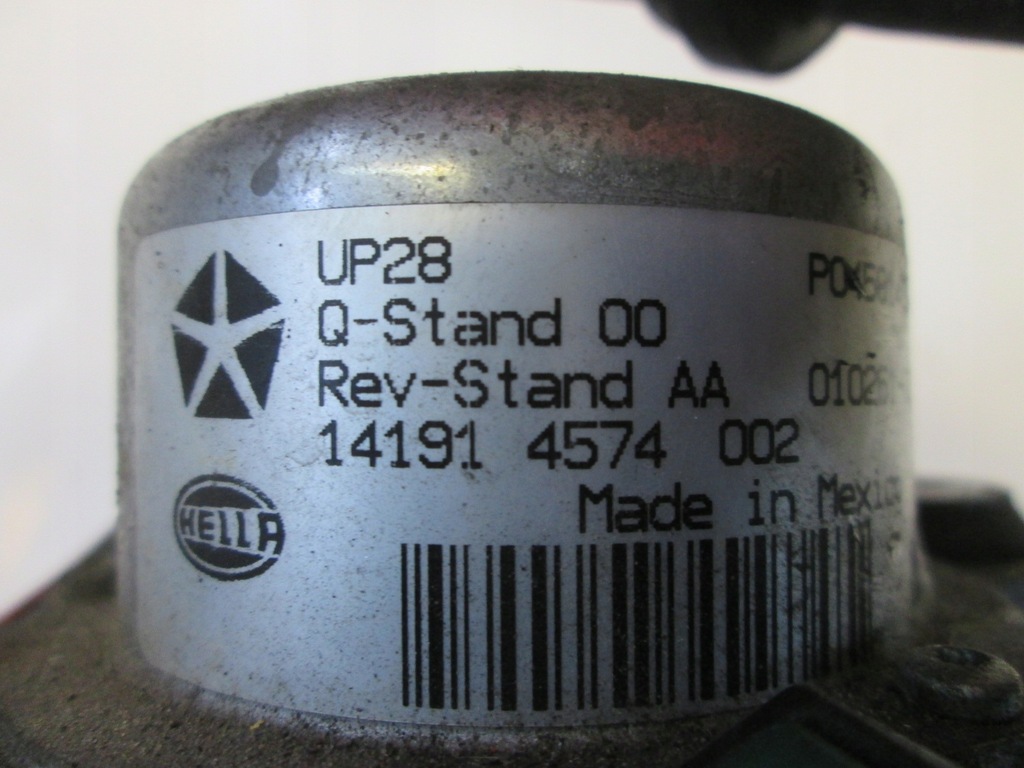 UP28
Q-Stand 00
Rev-Stand AA
14191 4574 002
Made in Mexico
HELLA